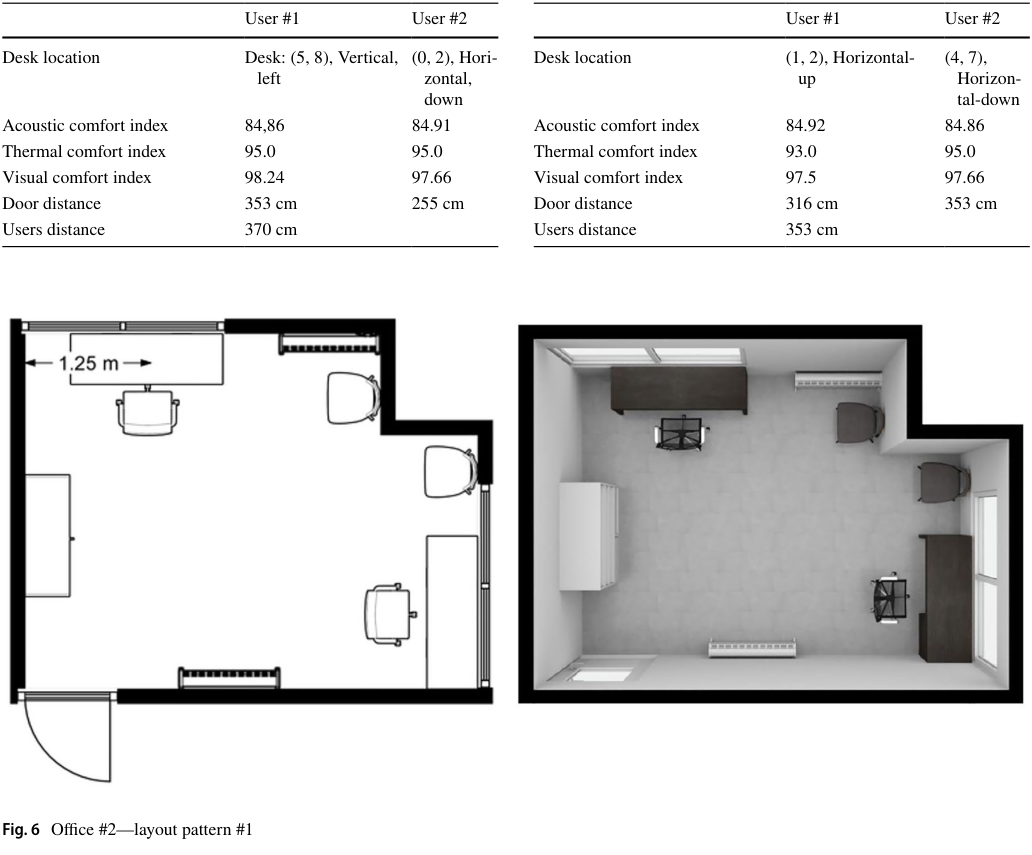 User #1 User #2
Desk location Desk: (5, 8), Vertical, (0, 2), Hori-
left zontal,
down
Acoustic comfort index 84,86 84.91
Thermal comfort index 95.0 95.0
Visual comfort index 98.24 97.66
Door distance 353 cm 255 cm
Users distance 370 cm
User #1 User #2
Desk location (1, 2), Horizontal- (4, 7),
up Horizon-
tal-down
Acoustic comfort index 84.92 84.86
Thermal comfort index 93.0 95.0
Visual comfort index 97.5 97.66
Door distance 316 cm 353 cm
Users distance 353 cm
1.25 m
Fig. 6 Office #2—layout pattern #1